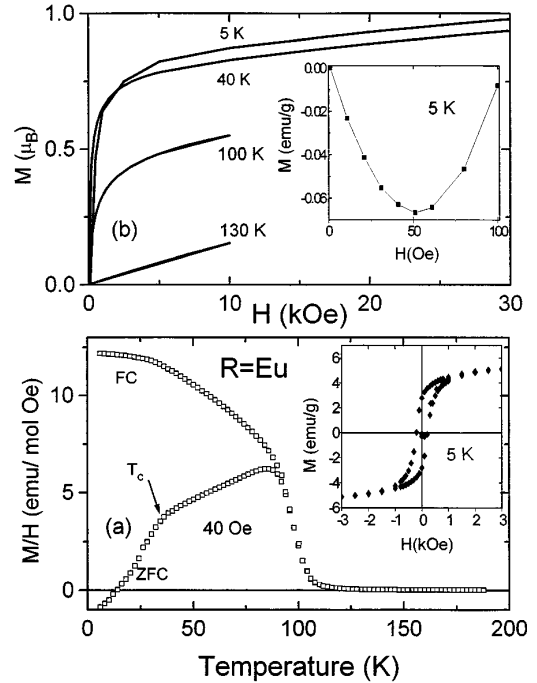 1.0
5 K
40 K
0.00
-0.02
-0.04
-0.06
M (emu/g)
5 K
0
50
100
H(Oe)
M (μB)
0.5
100 K
(b)
130 K
0.0
0
10
20
30
H (kOe)
R=Eu
FC
Tc
(a)
40 Oe
ZFC
M/H (emu/ mol Oe)
10
5
0
6
4
2
0
-2
-4
-6
M (emu/g)
5 K
-3
-2
-1
0
1
2
3
H(kOe)
0
50
100
150
200
Temperature (K)